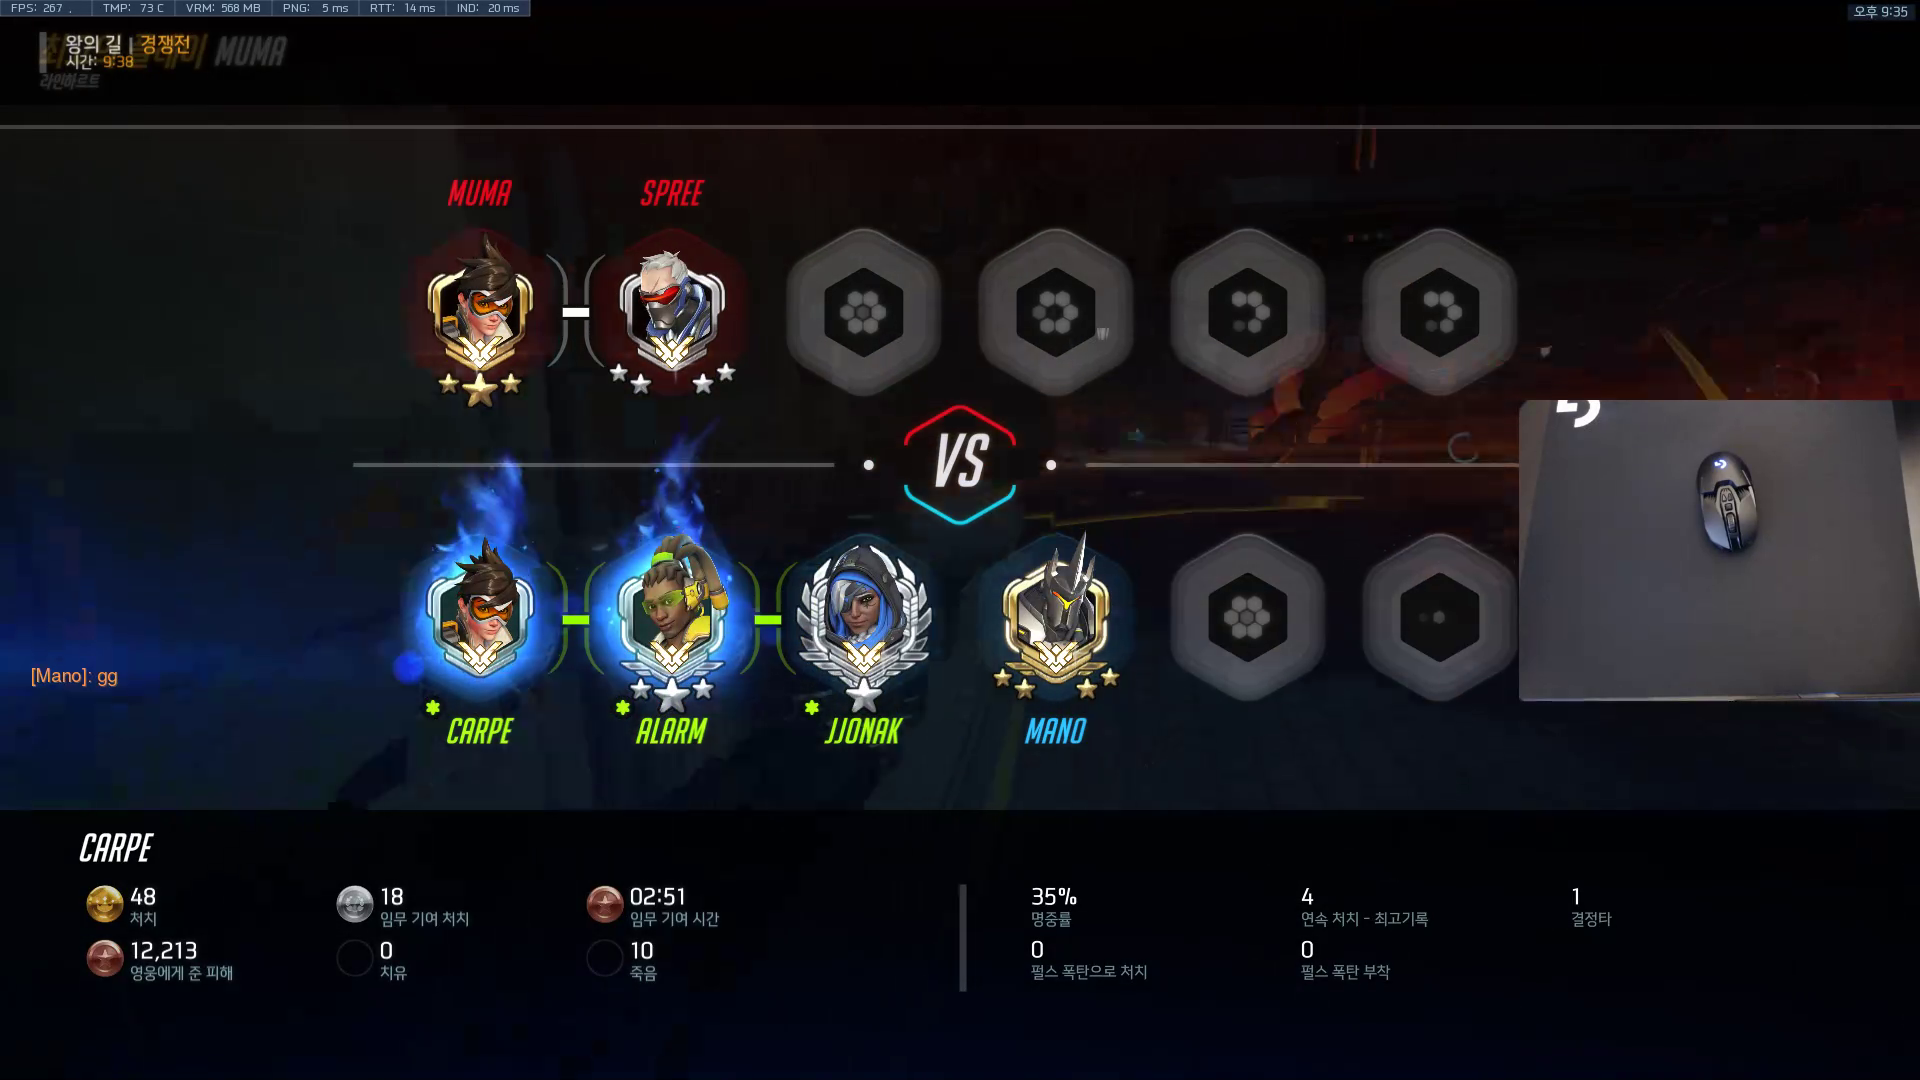 FPS: 267 . TMP: 73 C VRM: 568 MB PNG: 5 ms RTT: 14 ms IND: 20 ms
오후 9:35
왕의 길 | 경쟁전
시간: 9:38
MUMA
라인하르트
MUMA SPREE
VS
[Mano]: gg
* CARPE * ALARM * JJONAK MANO
CARPE
48 18 02:51 35% 4 1
처치 임무 기여 처치 임무 기여 시간 명중률 연속 처치 - 최고기록 결정타
12,213 0 10 0 0
영웅에게 준 피해 치유 죽음 펄스 폭탄으로 처치 펄스 폭탄 부착